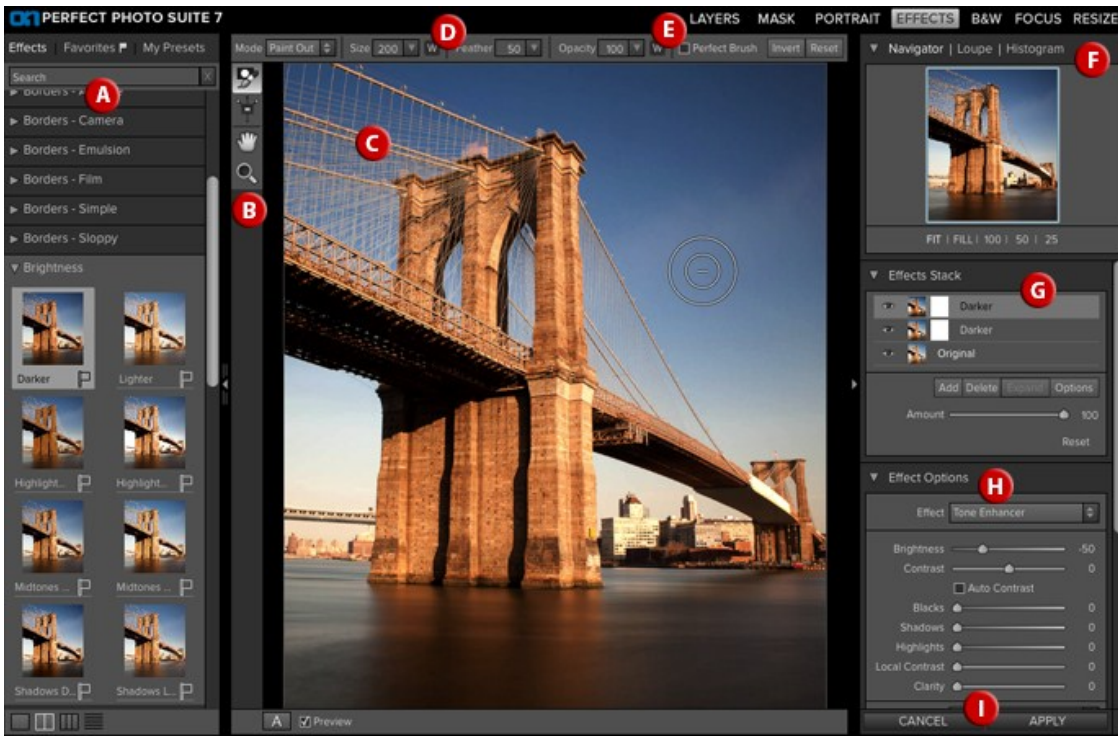 on PERFECT PHOTO SUITE 7
LAYERS MASK PORTRAIT EFFECTS B&W FOCUS RESIZE
Effects | Favorites | My Presets
Search X
A
Borders - Camera
Borders - Emulsion
Borders - Film
Borders - Simple
Borders - Sloppy
Brightness
Darker Lighter
Highlight... Highlight...
Midtones ... Midtones ...
Shadows D... Shadows L...
Mode Paint Out Size 200 W Feather 50 Opacity 100 W Perfect Brush Invert Reset
D
E
B
C
A Preview
Navigator | Loupe | Histogram
F
FIT | FILL | 100 | 50 | 25
Effects Stack
G
Darker
Darker
Original
Add Delete Expand Options
Amount 100
Reset
Effect Options
H
Effect Tone Enhancer
Brightness -50
Contrast 0
Auto Contrast
Blacks 0
Shadows 0
Highlights 0
Local Contrast 0
Clarity 0
I
CANCEL APPLY